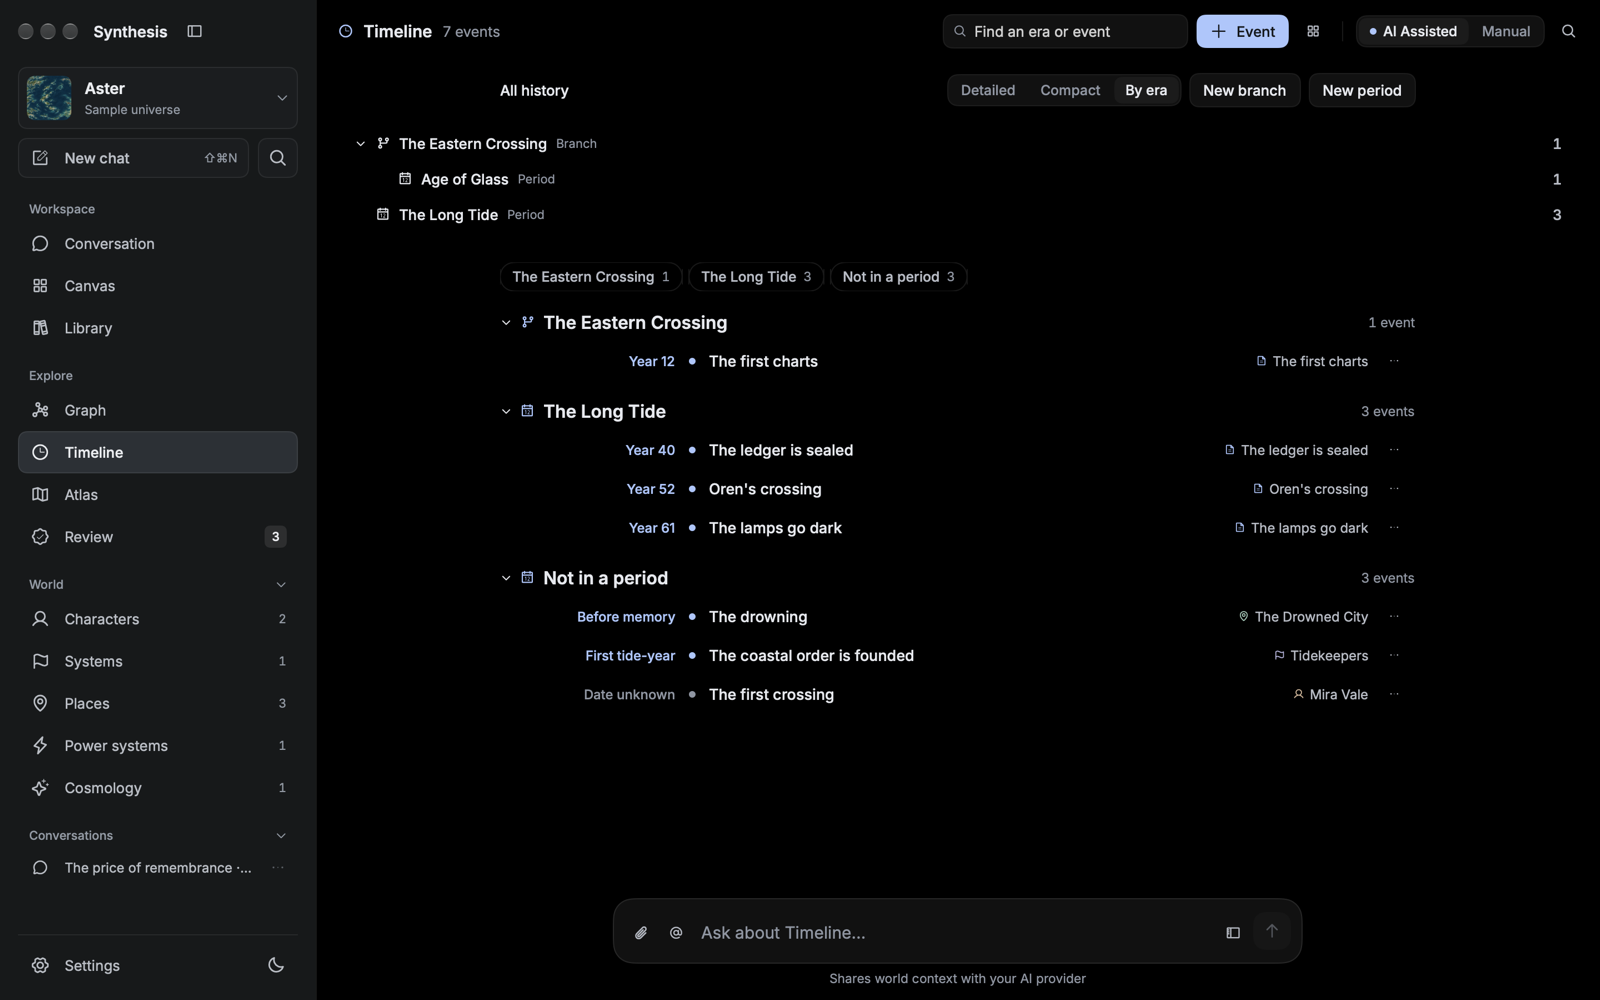 Synthesis
Aster
Sample universe
New chat ⇧⌘N
Workspace
Conversation
Canvas
Library
Explore
Graph
Timeline
Atlas
Review 3
World
Characters 2
Systems 1
Places 3
Power systems 1
Cosmology 1
Conversations
The price of remembrance ·...
Settings
Timeline 7 events
Find an era or event
+ Event
AI Assisted
Manual
All history
Detailed
Compact
By era
New branch
New period
The Eastern Crossing Branch 1
Age of Glass Period 1
The Long Tide Period 3
The Eastern Crossing 1
The Long Tide 3
Not in a period 3
The Eastern Crossing 1 event
Year 12 The first charts The first charts
The Long Tide 3 events
Year 40 The ledger is sealed The ledger is sealed
Year 52 Oren's crossing Oren's crossing
Year 61 The lamps go dark The lamps go dark
Not in a period 3 events
Before memory The drowning The Drowned City
First tide-year The coastal order is founded Tidekeepers
Date unknown The first crossing Mira Vale
@ Ask about Timeline...
Shares world context with your AI provider